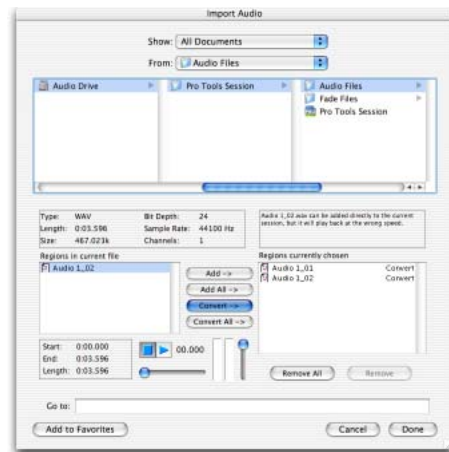 Import Audio
Show: All Documents
From: Audio Files
Audio Drive
Pro Tools Session
Audio Files
Fade Files
Pro Tools Session
Type: WAV Bit Depth: 24
Length: 0:03.596 Sample Rate: 44100 Hz
Size: 467.023k Channels: 1
Audio 1_02.wav can be added directly to the current
session, but it will play back at the wrong speed.
Regions in current file
Audio 1_02
Add ->
Add All ->
Convert ->
Convert All ->
Regions currently chosen
Audio 1_01 Convert
Audio 1_02 Convert
Start: 0:00.000
End: 0:03.596
Length: 0:03.596
00.000
Remove All
Remove
Go to:
Add to Favorites
Cancel
Done